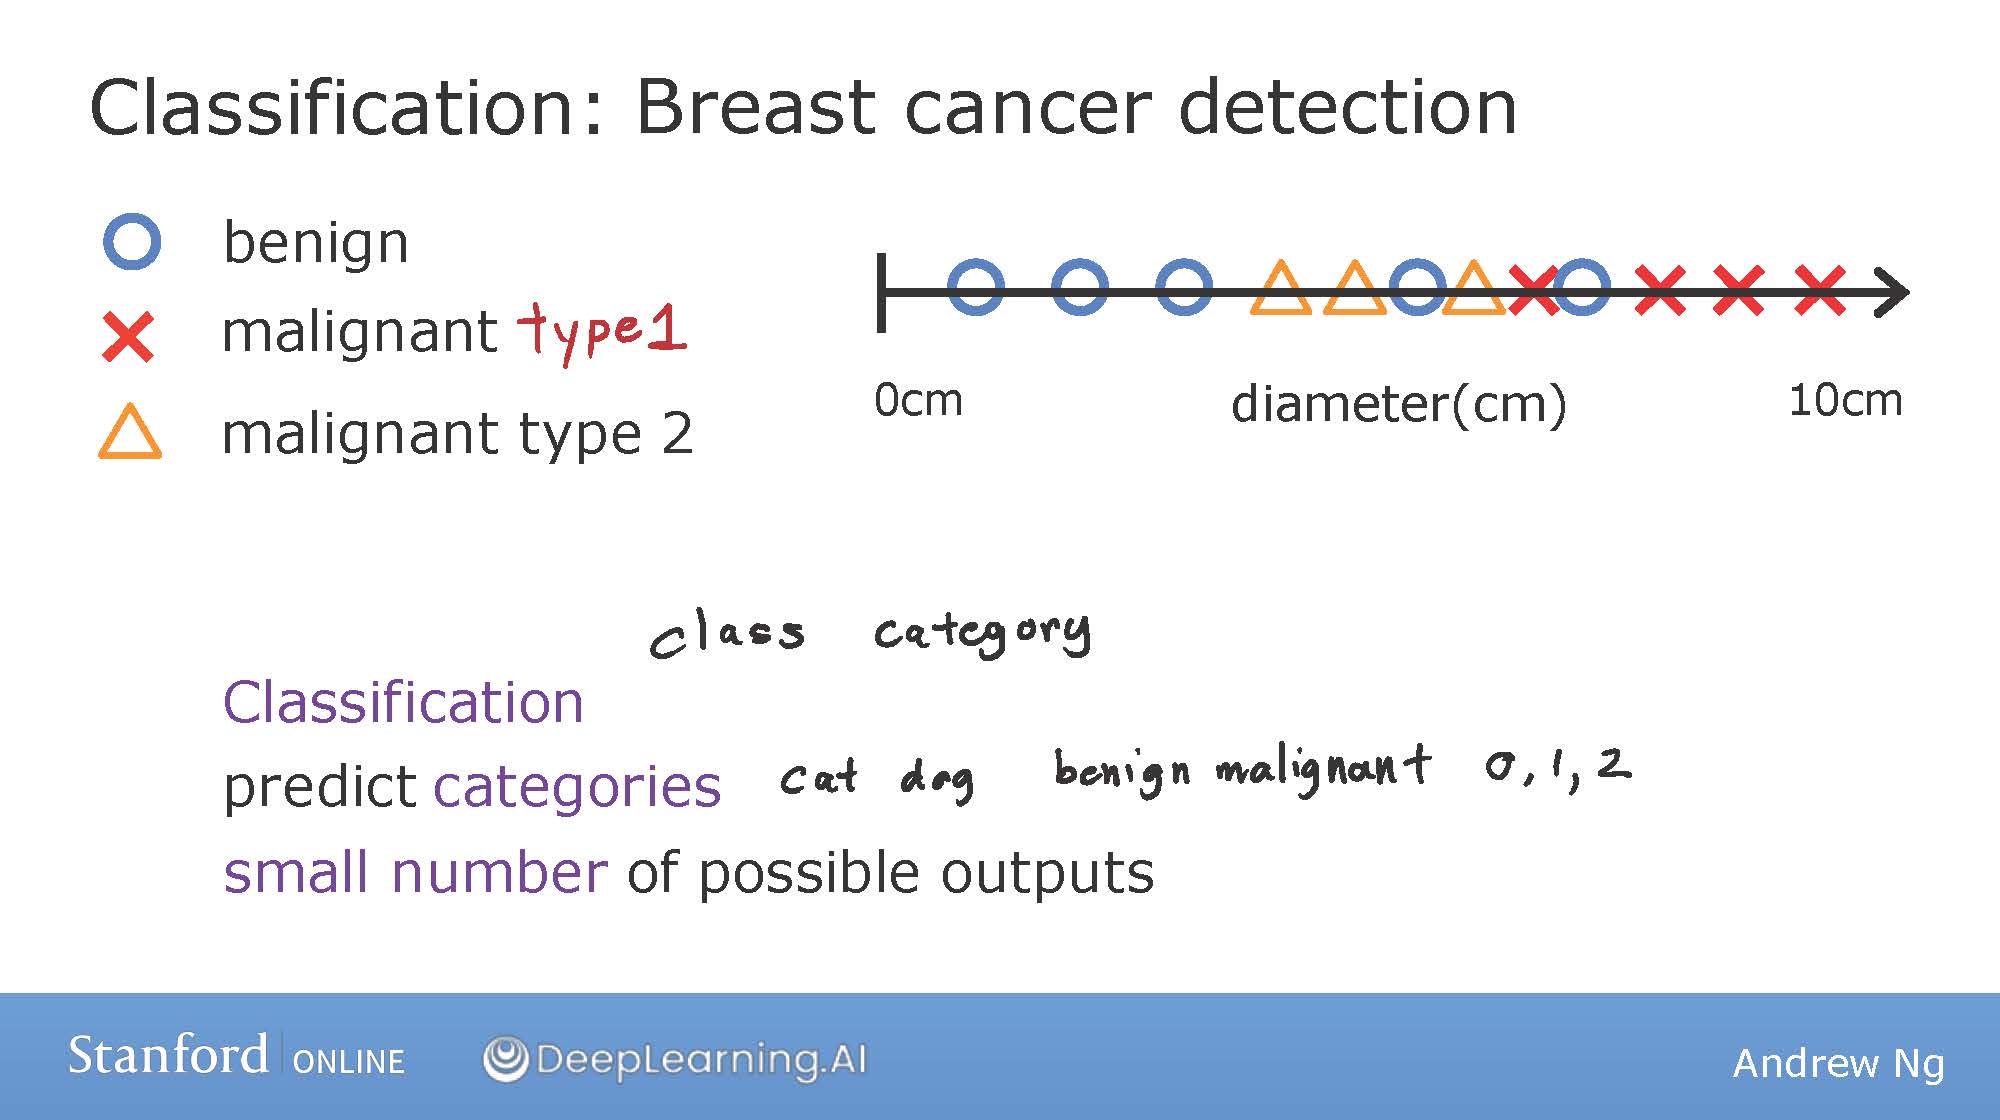 Classification: Breast cancer detection
benign
malignant type1
malignant type 2
0cm diameter(cm) 10cm
class category
Classification
predict categories cat dog benign malignant 0, 1, 2
small number of possible outputs
Stanford ONLINE DeepLearning.AI Andrew Ng